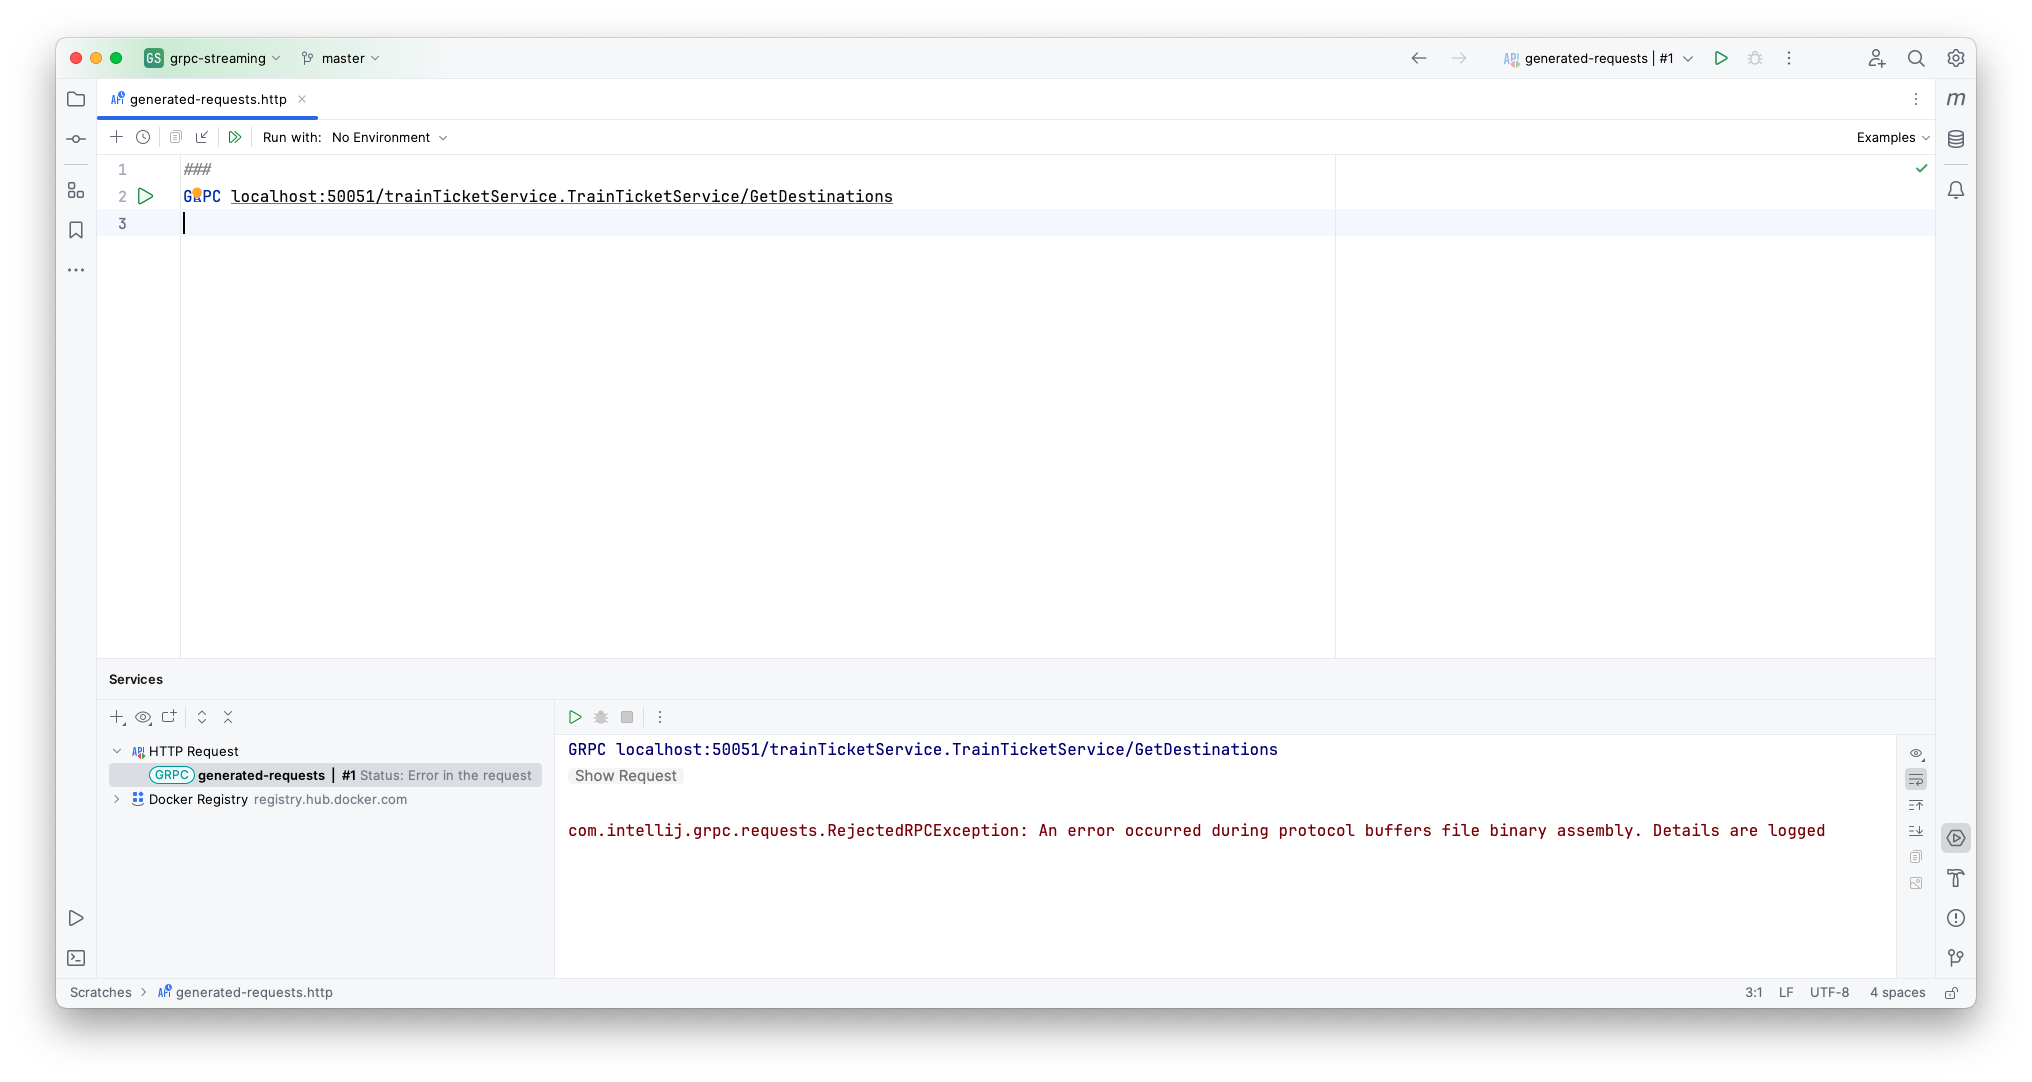 GS grpc-streaming master
API generated-requests | #1
API generated-requests.http
m
Run with: No Environment
Examples
1 ###
2 GRPC localhost:50051/trainTicketService.TrainTicketService/GetDestinations
3
Services
API HTTP Request
GRPC generated-requests | #1 Status: Error in the request
Docker Registry registry.hub.docker.com
GRPC localhost:50051/trainTicketService.TrainTicketService/GetDestinations
Show Request
com.intellij.grpc.requests.RejectedRPCException: An error occurred during protocol buffers file binary assembly. Details are logged
Scratches > API generated-requests.http
3:1 LF UTF-8 4 spaces